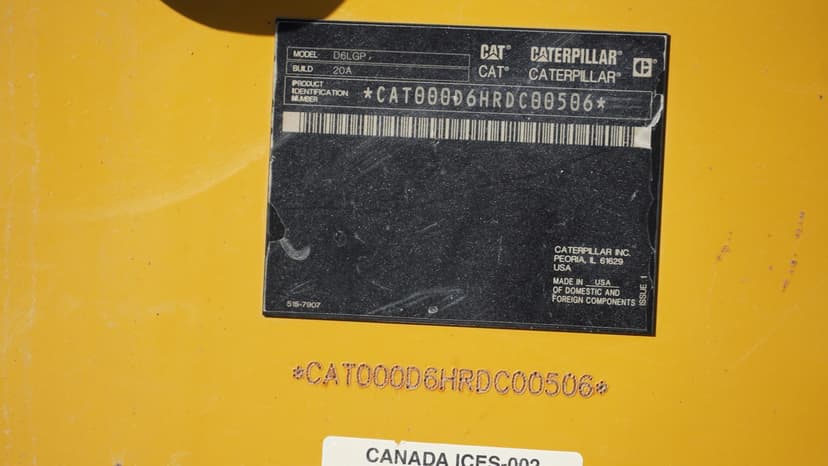 MODEL D6LGP
BUILD 20A
CAT® CATERPILLAR®
CAT® CATERPILLAR® C
PRODUCT
IDENTIFICATION
NUMBER
*CAT000D6HRDC00506*
CATERPILLAR INC.
PEORIA, IL 61629
USA
MADE IN USA
OF DOMESTIC AND
FOREIGN COMPONENTS
ISSUE 1
515-7907
*CAT000D6HRDC00506*
CANADA ICES-002